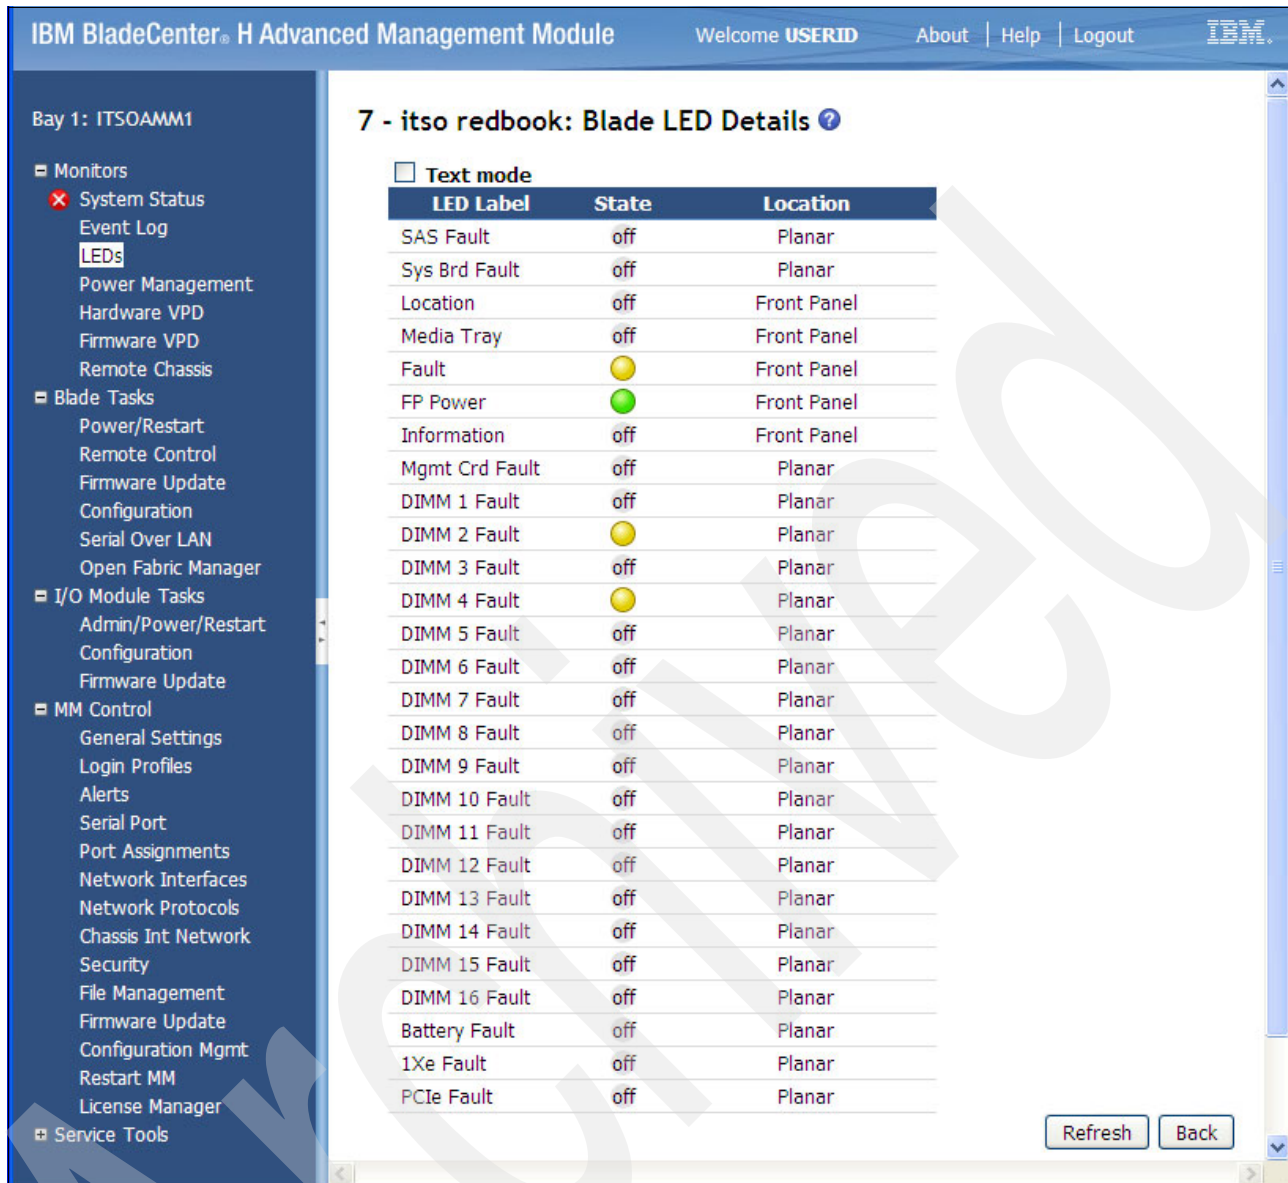 IBM BladeCenter® H Advanced Management Module Welcome USERID About | Help | Logout IBM®
Bay 1: ITSOAMM1
Monitors
System Status
Event Log
LEDs
Power Management
Hardware VPD
Firmware VPD
Remote Chassis
Blade Tasks
Power/Restart
Remote Control
Firmware Update
Configuration
Serial Over LAN
Open Fabric Manager
I/O Module Tasks
Admin/Power/Restart
Configuration
Firmware Update
MM Control
General Settings
Login Profiles
Alerts
Serial Port
Port Assignments
Network Interfaces
Network Protocols
Chassis Int Network
Security
File Management
Firmware Update
Configuration Mgmt
Restart MM
License Manager
Service Tools
7 - itso redbook: Blade LED Details ?
Text mode
LED Label State Location
SAS Fault off Planar
Sys Brd Fault off Planar
Location off Front Panel
Media Tray off Front Panel
Fault Front Panel
FP Power Front Panel
Information off Front Panel
Mgmt Crd Fault off Planar
DIMM 1 Fault off Planar
DIMM 2 Fault Planar
DIMM 3 Fault off Planar
DIMM 4 Fault Planar
DIMM 5 Fault off Planar
DIMM 6 Fault off Planar
DIMM 7 Fault off Planar
DIMM 8 Fault off Planar
DIMM 9 Fault off Planar
DIMM 10 Fault off Planar
DIMM 11 Fault off Planar
DIMM 12 Fault off Planar
DIMM 13 Fault off Planar
DIMM 14 Fault off Planar
DIMM 15 Fault off Planar
DIMM 16 Fault off Planar
Battery Fault off Planar
1Xe Fault off Planar
PCIe Fault off Planar
Refresh Back
Archived